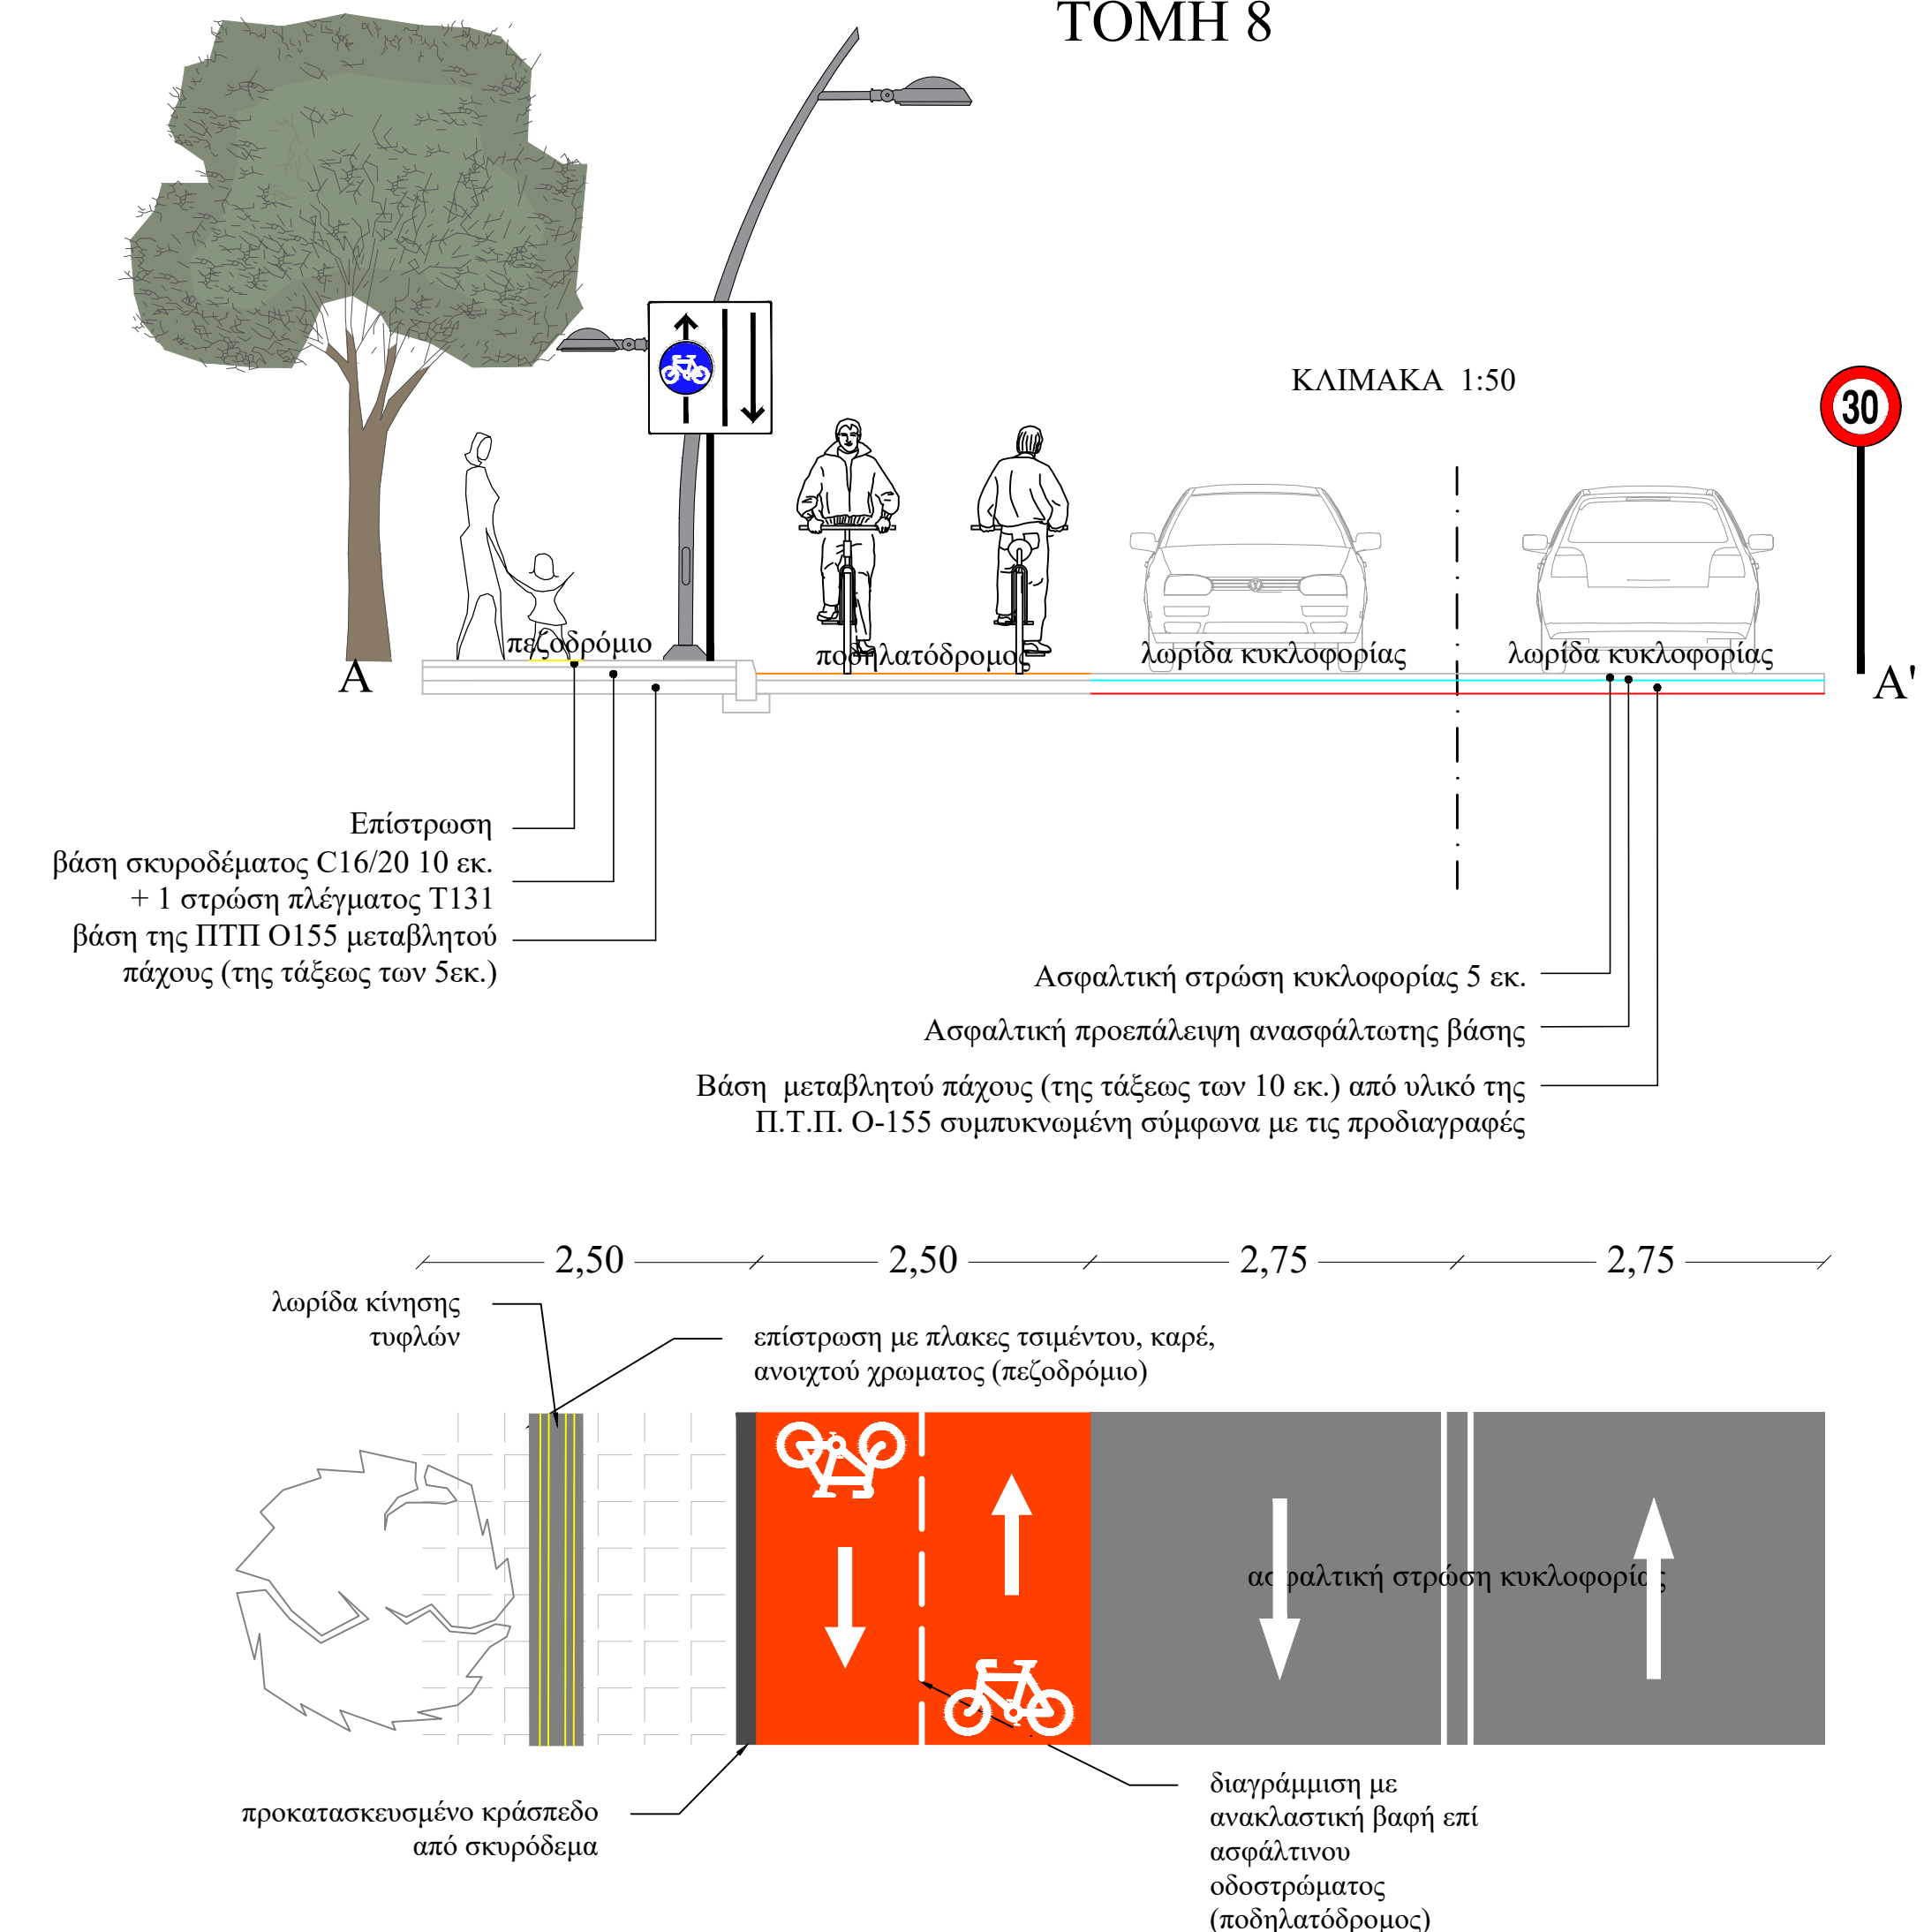 ΤΟΜΗ 8
ΚΛΙΜΑΚΑ 1:50
30
πεζοδρόμιο
ποδηλατόδρομος
λωρίδα κυκλοφορίας
λωρίδα κυκλοφορίας
Α
Α'
Επίστρωση
βάση σκυροδέματος C16/20 10 εκ.
+ 1 στρώση πλέγματος Τ131
βάση της ΠΤΠ Ο155 μεταβλητού
πάχους (της τάξεως των 5εκ.)
Ασφαλτική στρώση κυκλοφορίας 5 εκ.
Ασφαλτική προεπάλειψη ανασφάλτωτης βάσης
Βάση μεταβλητού πάχους (της τάξεως των 10 εκ.) από υλικό της
Π.Τ.Π. Ο-155 συμπυκνωμένη σύμφωνα με τις προδιαγραφές
2,50
2,50
2,75
2,75
λωρίδα κίνησης
τυφλών
επίστρωση με πλακες τσιμέντου, καρέ,
ανοιχτού χρωματος (πεζοδρόμιο)
ασφαλτική στρώση κυκλοφορίας
προκατασκευσμένο κράσπεδο
από σκυρόδεμα
διαγράμμιση με
ανακλαστική βαφή επί
ασφάλτινου
οδοστρώματος
(ποδηλατόδρομος)